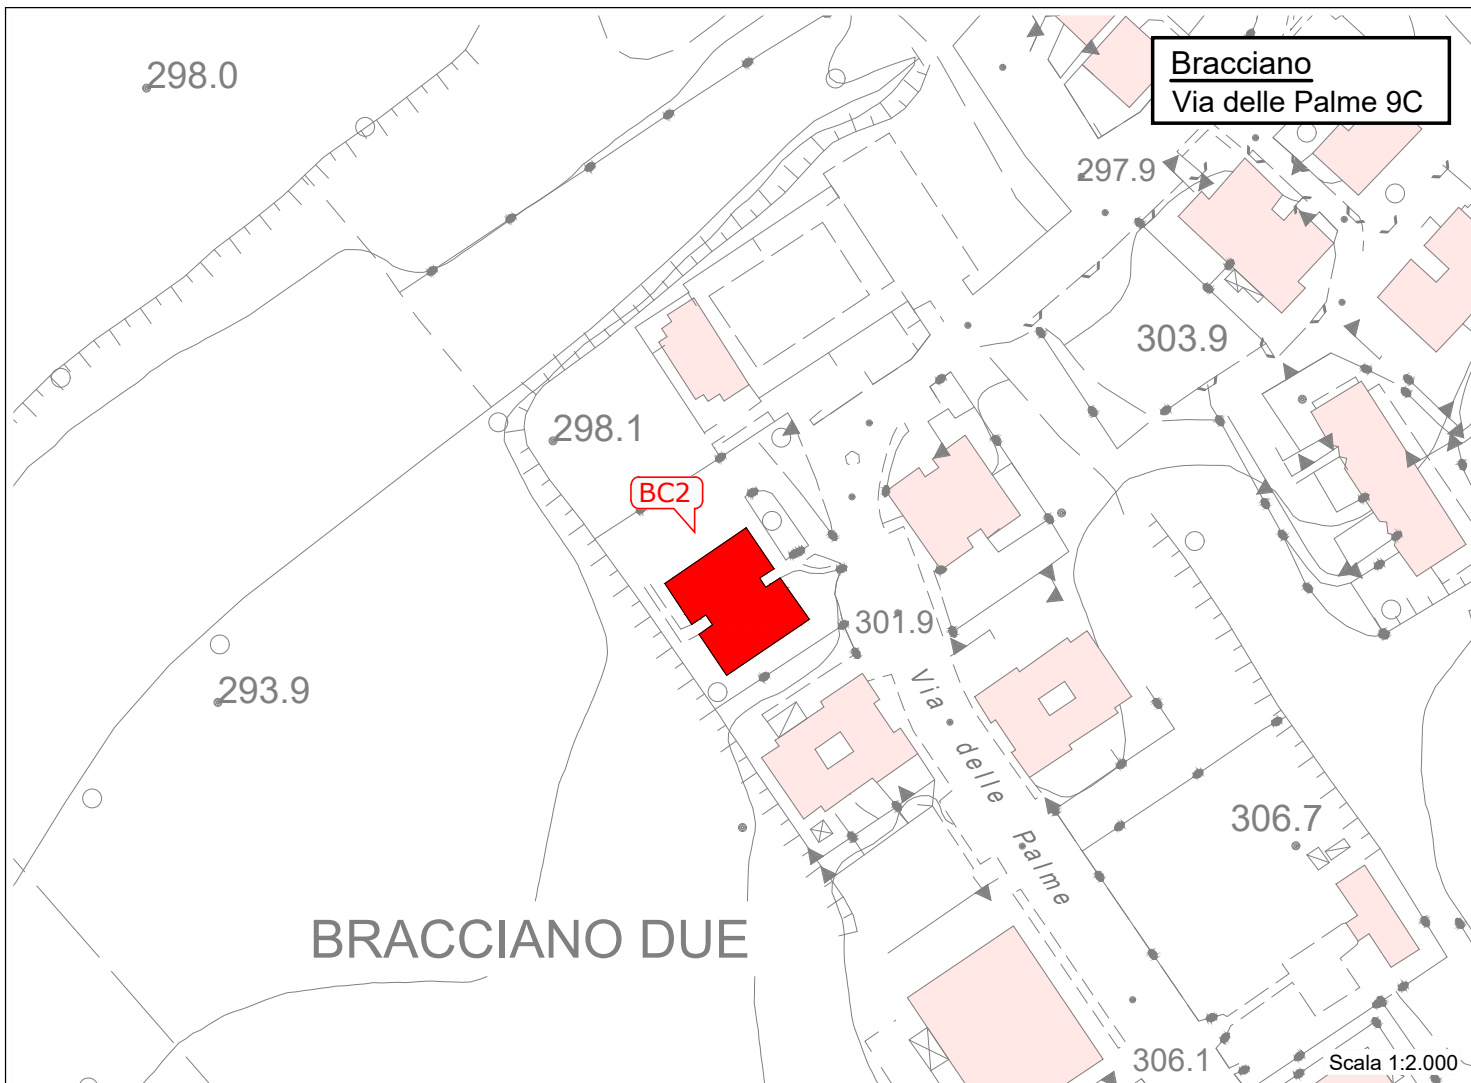 298.0
Bracciano
Via delle Palme 9C
297.9
303.9
298.1
BC2
301.9
293.9
Via delle Palme
306.7
BRACCIANO DUE
306.1
Scala 1:2.000